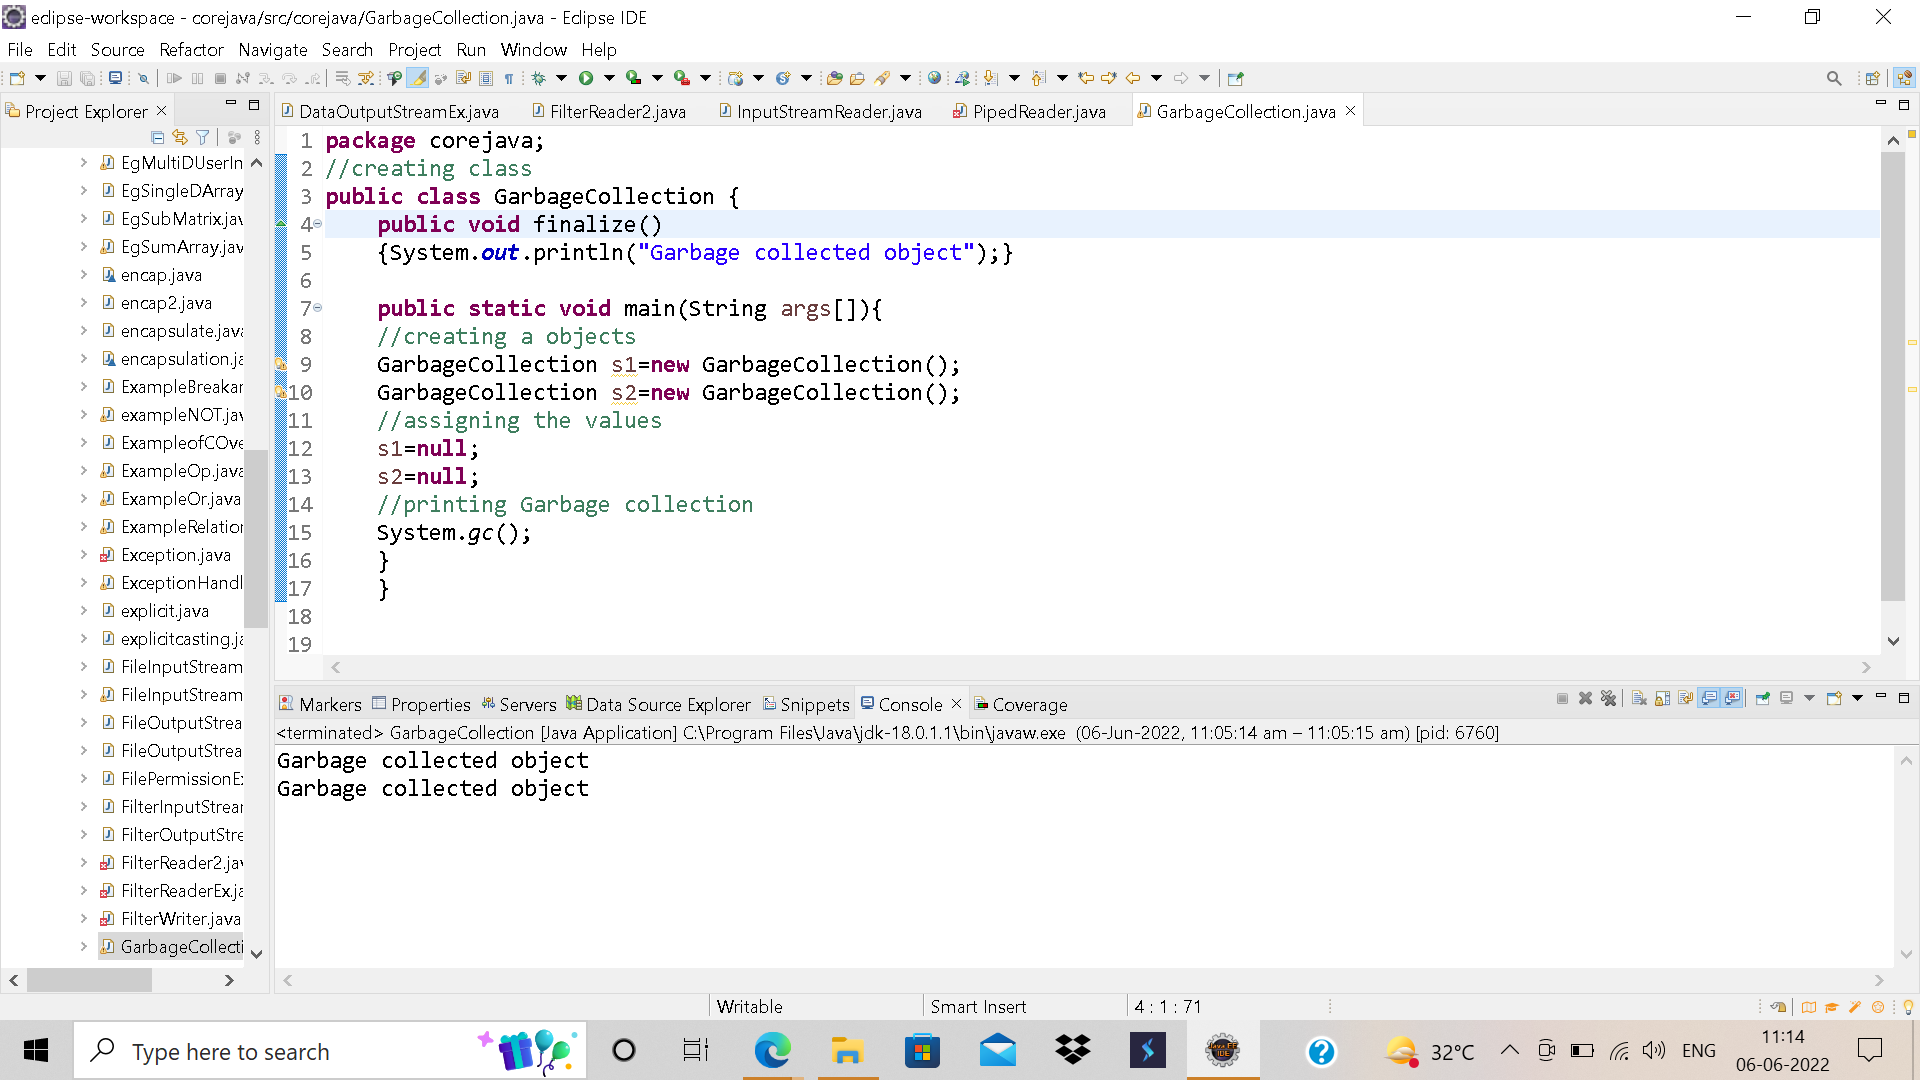 eclipse-workspace - corejava/src/corejava/GarbageCollection.java - Eclipse IDE
File Edit Source Refactor Navigate Search Project Run Window Help
Project Explorer
DataOutputStreamEx.java FilterReader2.java InputStreamReader.java PipedReader.java GarbageCollection.java
EgMultiDUserIn
EgSingleDArray
EgSubMatrix.jav
EgSumArray.jav
encap.java
encap2.java
encapsulate.java
encapsulation.ja
ExampleBreakar
exampleNOT.jav
ExampleofCOve
ExampleOp.java
ExampleOr.java
ExampleRelation
Exception.java
ExceptionHandl
explicit.java
explicitcasting.ja
FileInputStream
FileInputStream
FileOutputStrea
FileOutputStrea
FilePermissionEx
FilterInputStrear
FilterOutputStre
FilterReader2.jav
FilterReaderEx.ja
FilterWriter.java
GarbageCollecti
1 package corejava;
2 //creating class
3 public class GarbageCollection {
4 public void finalize()
5 {System.out.println("Garbage collected object");}
6
7 public static void main(String args[]){
8 //creating a objects
9 GarbageCollection s1=new GarbageCollection();
10 GarbageCollection s2=new GarbageCollection();
11 //assigning the values
12 s1=null;
13 s2=null;
14 //printing Garbage collection
15 System.gc();
16 }
17 }
18
19
Markers Properties Servers Data Source Explorer Snippets Console Coverage
<terminated> GarbageCollection [Java Application] C:\Program Files\Java\jdk-18.0.1.1\bin\javaw.exe (06-Jun-2022, 11:05:14 am – 11:05:15 am) [pid: 6760]
Garbage collected object
Garbage collected object
Writable Smart Insert 4 : 1 : 71
Type here to search
32°C ENG 11:14
06-06-2022